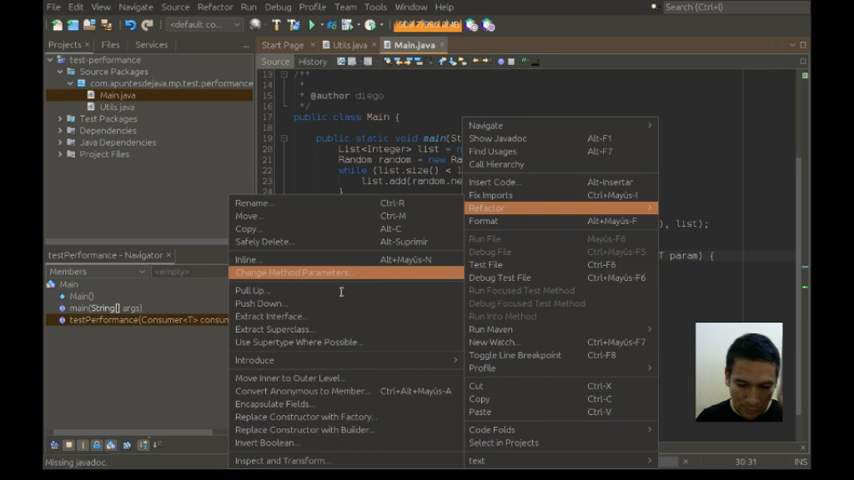 File Edit View Navigate Source Refactor Run Debug Profile Team Tools Window Help
Search (Ctrl+I)
<default co...
Projects Files Services
test-performance
Source Packages
com.apuntesdejava.mp.test.performance
Main.java
Utils.java
Test Packages
Dependencies
Java Dependencies
Project Files
testPerformance - Navigator
Members <empty>
Main
Main()
main(String[] args)
testPerformance(Consumer<T> consum
Missing javadoc.
Start Page Utils.java Main.java
Source History
13 /**
14 *
15 * @author diego
16 */
17 public class Main {
18
19 public static void main(St
20 List<Integer> list = n
21 Random random = new Ra
22 while (list.size() < 1
23 list.add(random.ne
}
), list);
T param) {
Rename... Ctrl-R
Move... Ctrl-M
Copy... Alt-C
Safely Delete... Alt-Suprimir
Inline... Alt+Mayús-N
Change Method Parameters...
Pull Up...
Push Down...
Extract Interface...
Extract Superclass...
Use Supertype Where Possible...
Introduce
Move Inner to Outer Level...
Convert Anonymous to Member... Ctrl+Alt+Mayús-A
Encapsulate Fields...
Replace Constructor with Factory...
Replace Constructor with Builder...
Invert Boolean...
Inspect and Transform...
Navigate
Show Javadoc Alt-F1
Find Usages Alt-F7
Call Hierarchy
Insert Code... Alt-Insertar
Fix Imports Ctrl+Mayús-I
Refactor
Format Alt+Mayús-F
Run File Mayús-F6
Debug File Ctrl+Mayús-F5
Test File Ctrl-F6
Debug Test File Ctrl+Mayús-F6
Run Focused Test Method
Debug Focused Test Method
Run Into Method
Run Maven
New Watch... Ctrl+Mayús-F7
Toggle Line Breakpoint Ctrl-F8
Profile
Cut Ctrl-X
Copy Ctrl-C
Paste Ctrl-V
Code Folds
Select in Projects
text
30:31 INS